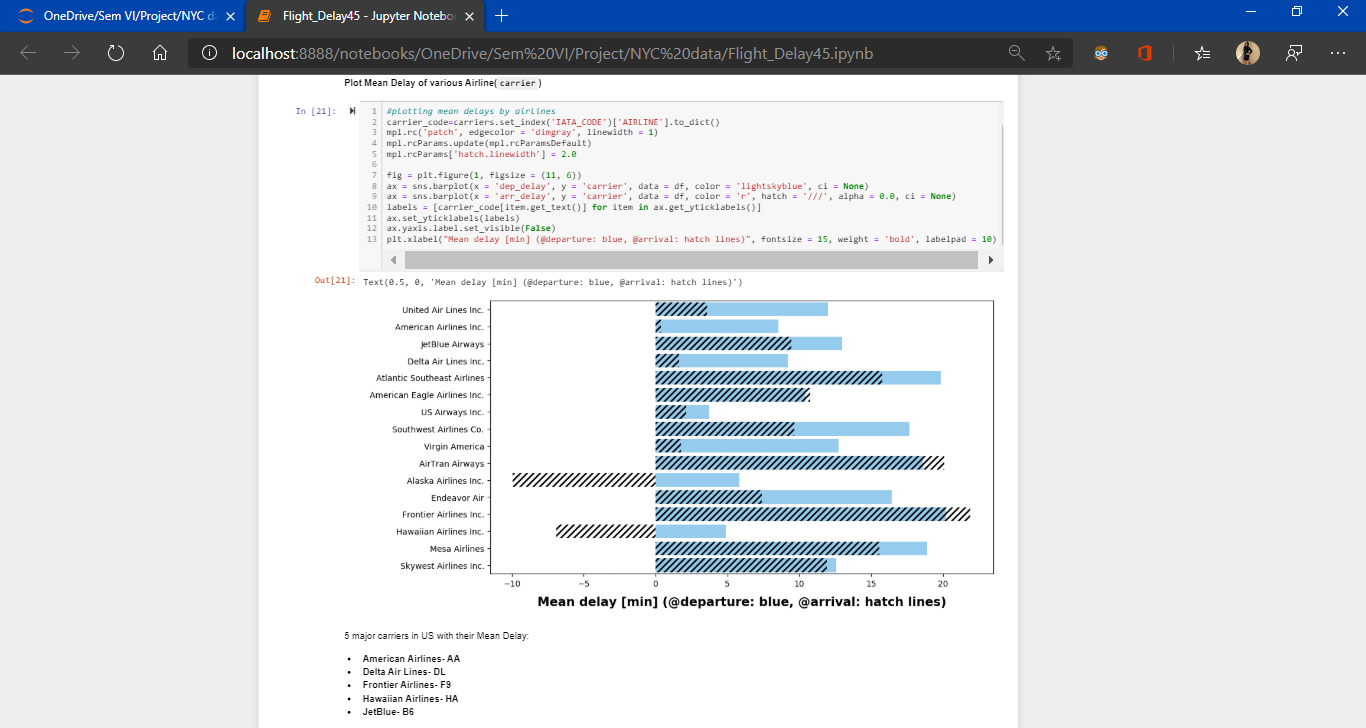 OneDrive/Sem VI/Project/NYC d
Flight_Delay45 - Jupyter Notebo
localhost:8888/notebooks/OneDrive/Sem%20VI/Project/NYC%20data/Flight_Delay45.ipynb
Plot Mean Delay of various Airline( carrier )
In [21]:
1 #plotting mean delays by airlines
2 carrier_code=carriers.set_index('IATA_CODE')['AIRLINE'].to_dict()
3 mpl.rc('patch', edgecolor = 'dimgray', linewidth = 1)
4 mpl.rcParams.update(mpl.rcParamsDefault)
5 mpl.rcParams['hatch.linewidth'] = 2.0
6
7 fig = plt.figure(1, figsize = (11, 6))
8 ax = sns.barplot(x = 'dep_delay', y = 'carrier', data = df, color = 'lightskyblue', ci = None)
9 ax = sns.barplot(x = 'arr_delay', y = 'carrier', data = df, color = 'r', hatch = '///', alpha = 0.0, ci = None)
10 labels = [carrier_code[item.get_text()] for item in ax.get_yticklabels()]
11 ax.set_yticklabels(labels)
12 ax.yaxis.label.set_visible(False)
13 plt.xlabel("Mean delay [min] (@departure: blue, @arrival: hatch lines)", fontsize = 15, weight = 'bold', labelpad = 10)
Out[21]: Text(0.5, 0, 'Mean delay [min] (@departure: blue, @arrival: hatch lines)')
United Air Lines Inc.
American Airlines Inc.
JetBlue Airways
Delta Air Lines Inc.
Atlantic Southeast Airlines
American Eagle Airlines Inc.
US Airways Inc.
Southwest Airlines Co.
Virgin America
AirTran Airways
Alaska Airlines Inc.
Endeavor Air
Frontier Airlines Inc.
Hawaiian Airlines Inc.
Mesa Airlines
Skywest Airlines Inc.
−10 −5 0 5 10 15 20
Mean delay [min] (@departure: blue, @arrival: hatch lines)
5 major carriers in US with their Mean Delay:
• American Airlines- AA
• Delta Air Lines- DL
• Frontier Airlines- F9
• Hawaiian Airlines- HA
• JetBlue- B6